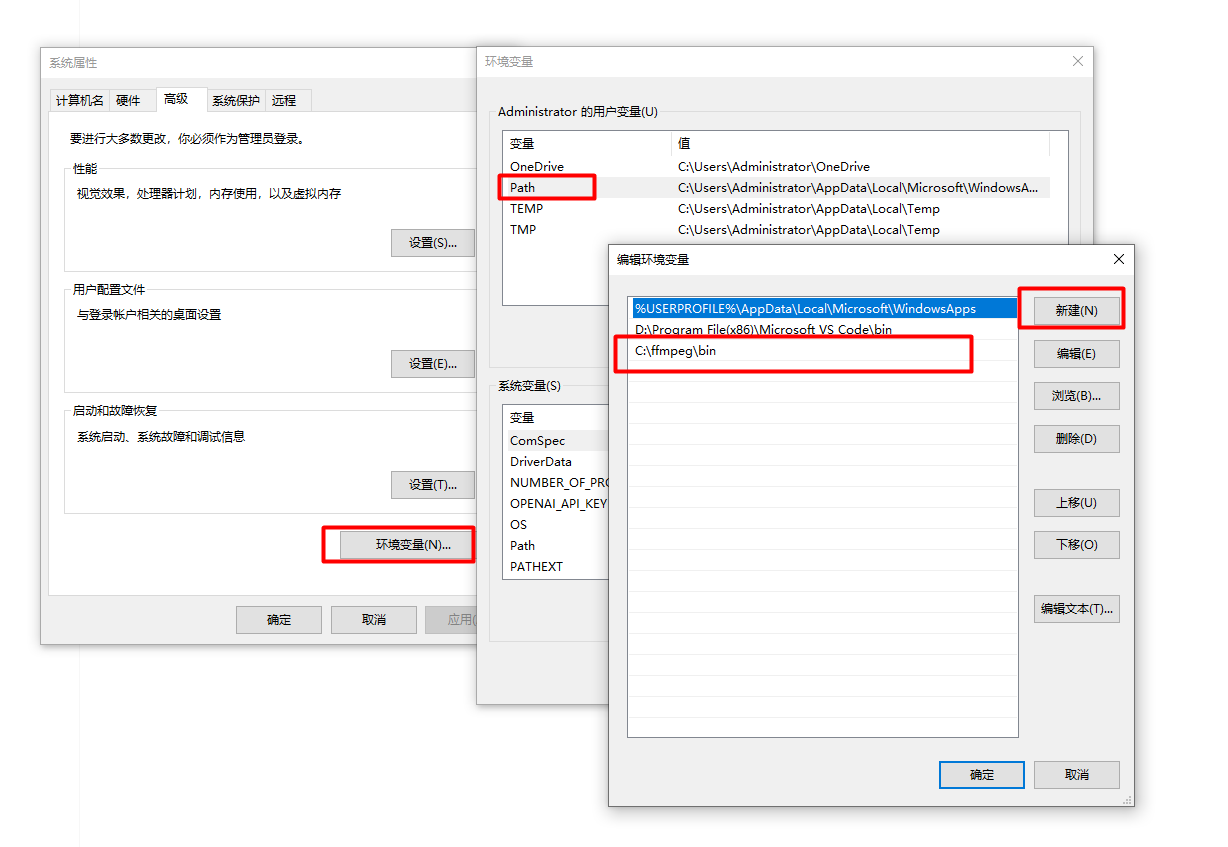 系统属性
计算机名
硬件
高级
系统保护
远程
要进行大多数更改，你必须作为管理员登录。
性能
视觉效果，处理器计划，内存使用，以及虚拟内存
设置(S)...
用户配置文件
与登录帐户相关的桌面设置
设置(E)...
启动和故障恢复
系统启动、系统故障和调试信息
设置(T)...
环境变量(N)...
确定
取消
应用(
环境变量
Administrator 的用户变量(U)
变量 值
OneDrive C:\Users\Administrator\OneDrive
Path C:\Users\Administrator\AppData\Local\Microsoft\WindowsA...
TEMP C:\Users\Administrator\AppData\Local\Temp
TMP C:\Users\Administrator\AppData\Local\Temp
系统变量(S)
变量
ComSpec
DriverData
NUMBER_OF_PRO
OPENAI_API_KEY
OS
Path
PATHEXT
编辑环境变量
%USERPROFILE%\AppData\Local\Microsoft\WindowsApps
D:\Program File(x86)\Microsoft VS Code\bin
C:\ffmpeg\bin
新建(N)
编辑(E)
浏览(B)...
删除(D)
上移(U)
下移(O)
编辑文本(T)...
确定
取消